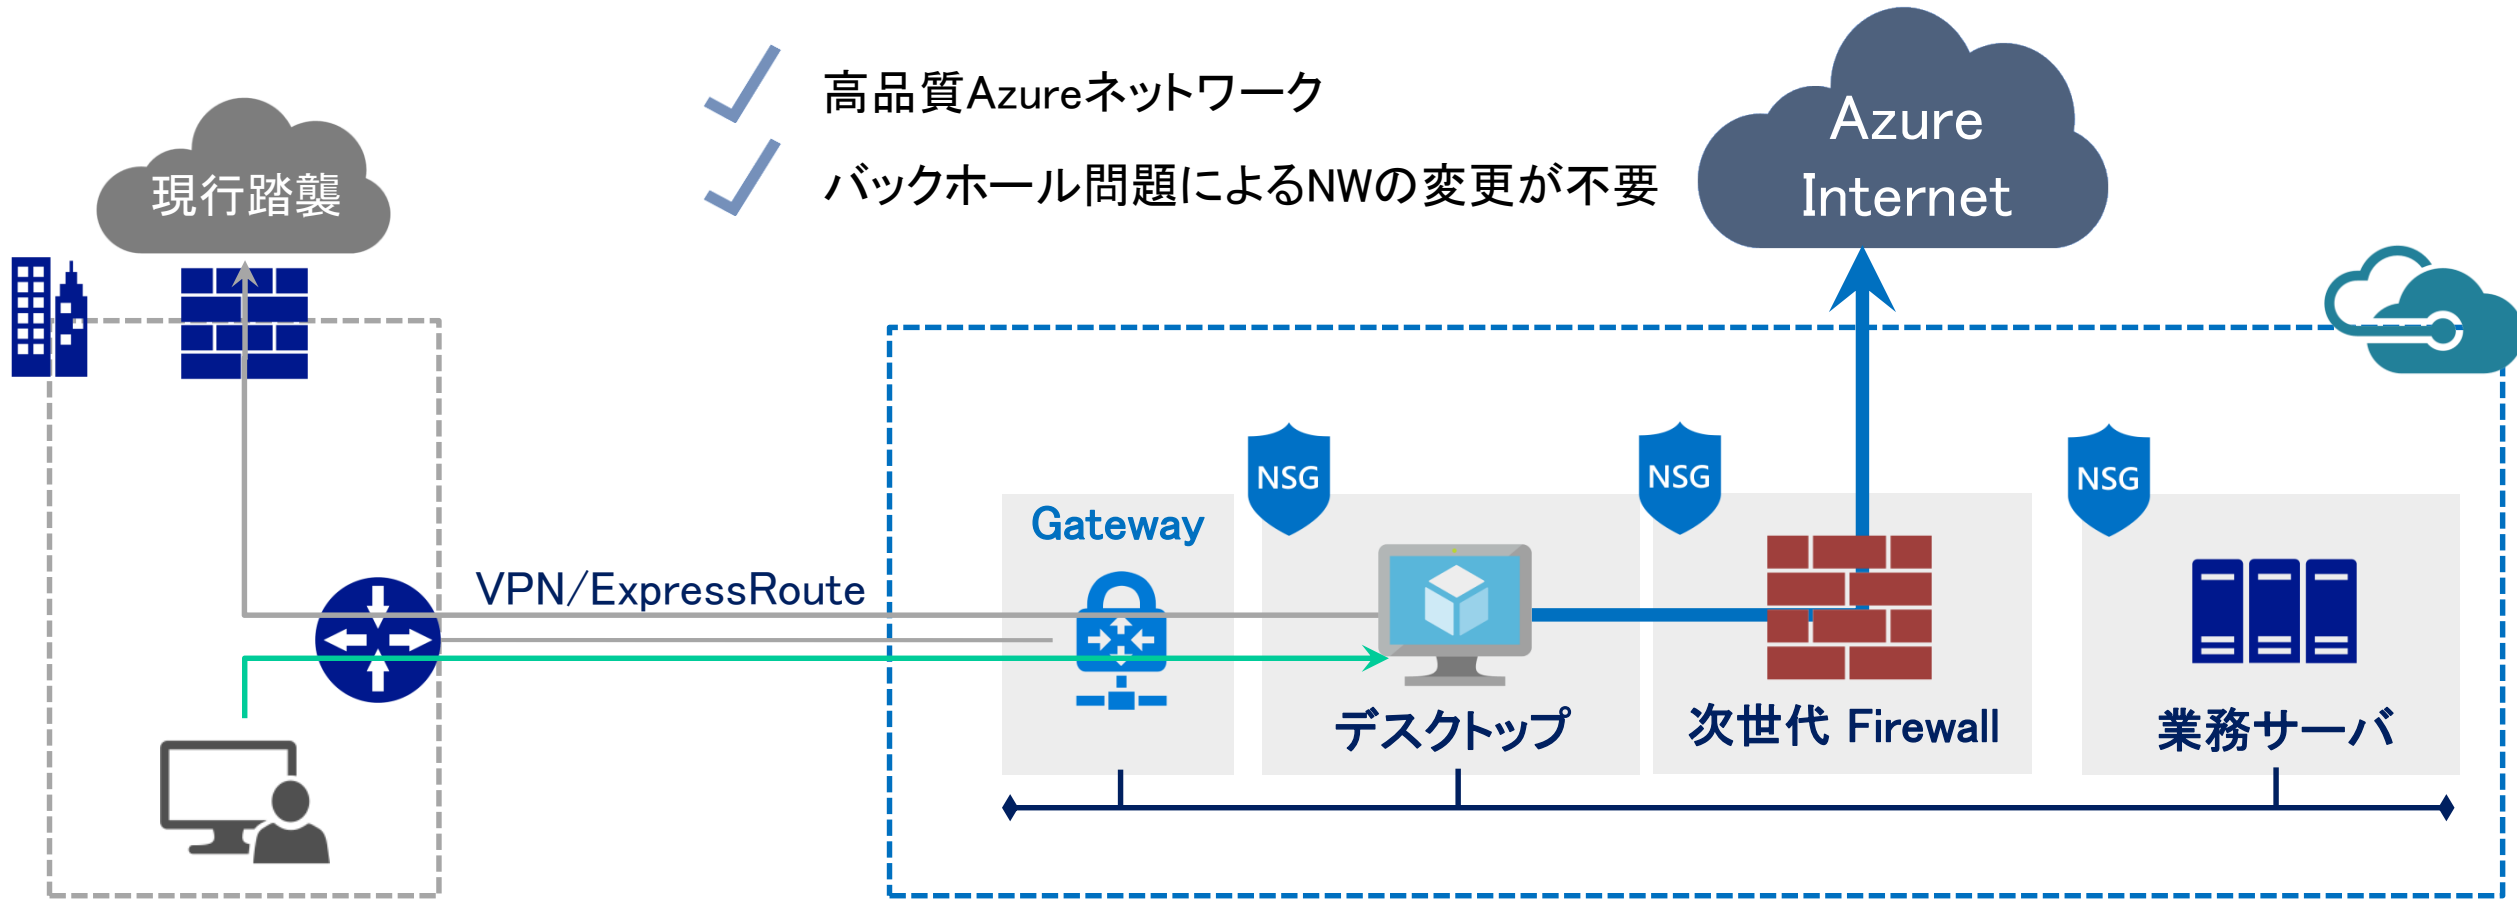 高品質Azureネットワーク
バックホール問題によるNWの変更が不要
現行踏襲
Azure
Internet
NSG
NSG
NSG
Gateway
VPN/ExpressRoute
デスクトップ
次世代 Firewall
業務サーバ